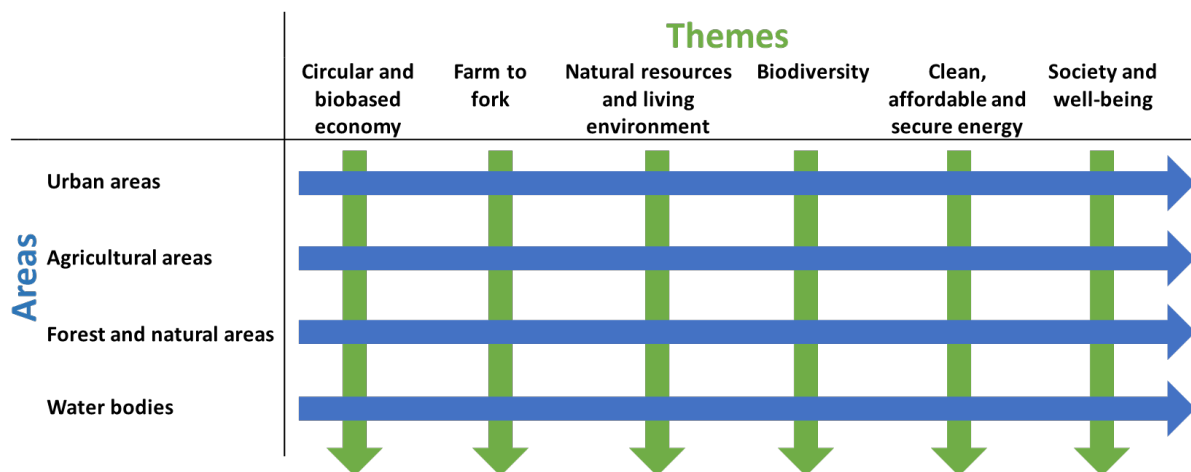 Themes
Circular and
biobased
economy
Farm to
fork
Natural resources
and living
environment
Biodiversity
Clean,
affordable and
secure energy
Society and
well-being
Areas
Urban areas
Agricultural areas
Forest and natural areas
Water bodies